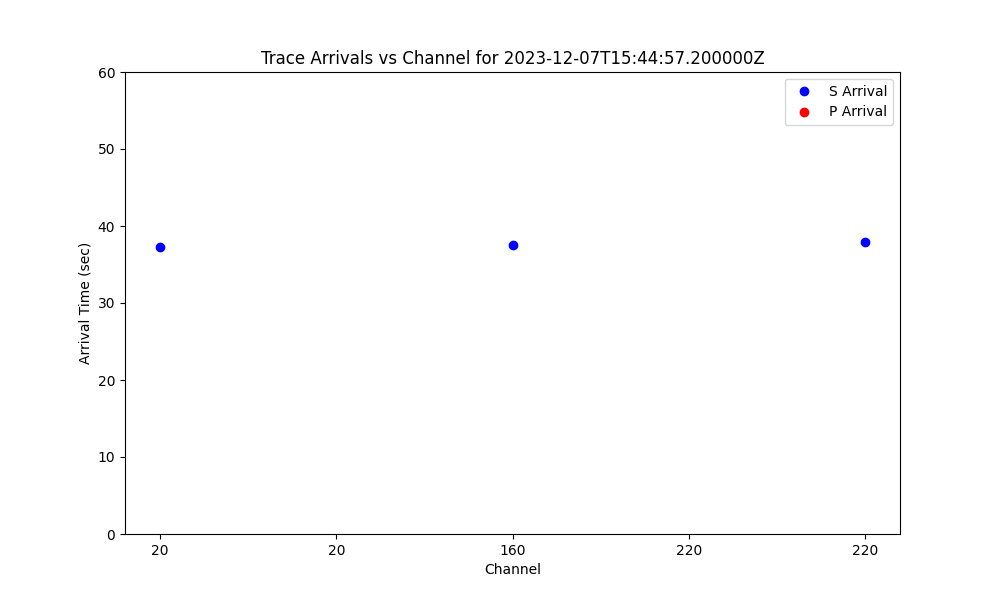 Trace Arrivals vs Channel for 2023-12-07T15:44:57.200000Z
S Arrival
P Arrival
60
50
40
30
20
10
0
Arrival Time (sec)
20 20 160 220 220
Channel